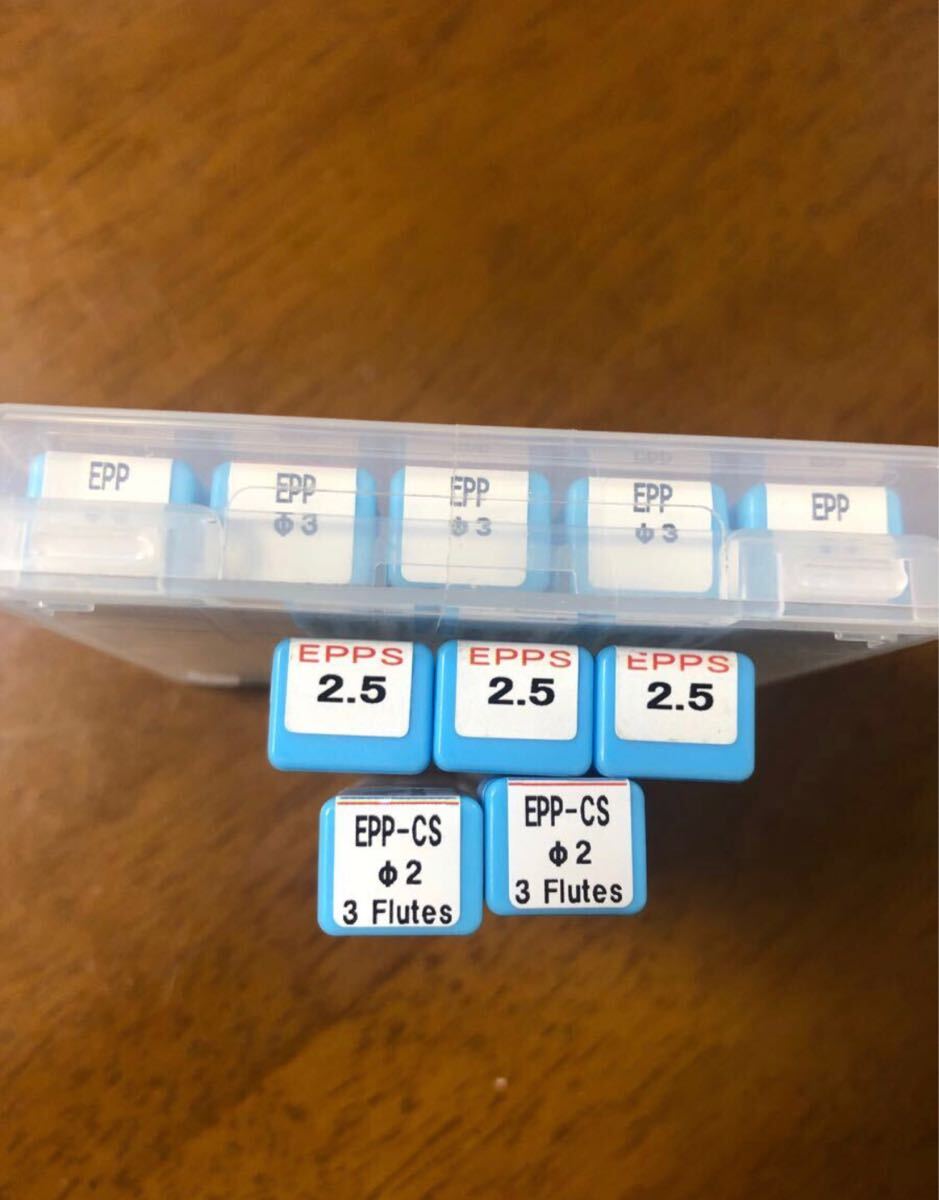 EPP
EPP
Φ3
EPP
Φ3
EPP
Φ3
EPP
EPPS
2.5
EPPS
2.5
EPPS
2.5
EPP-CS
Φ2
3 Flutes
EPP-CS
Φ2
3 Flutes